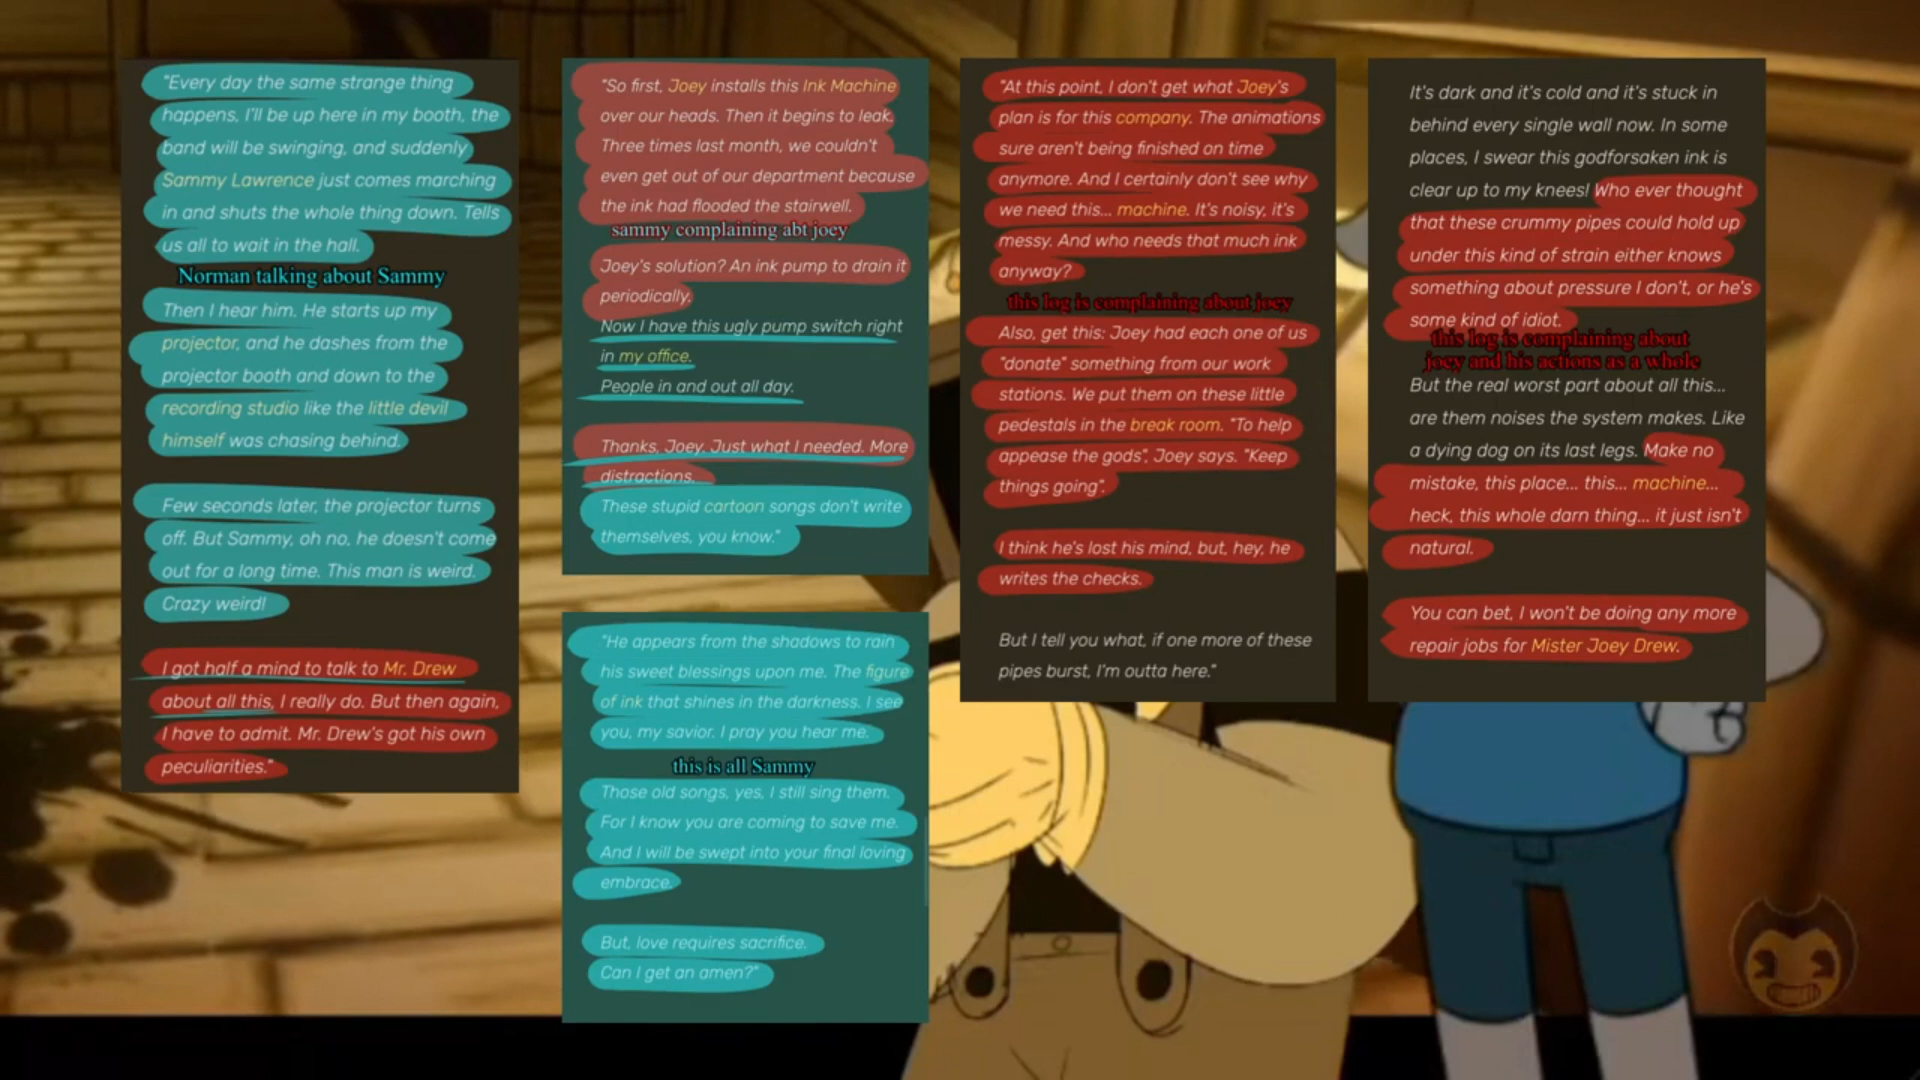 "Every day the same strange thing
happens, I'll be up here in my booth, the
band will be swinging, and suddenly
Sammy Lawrence just comes marching
in and shuts the whole thing down. Tells
us all to wait in the hall.
Norman talking about Sammy
Then I hear him. He starts up my
projector, and he dashes from the
projector booth and down to the
recording studio like the little devil
himself was chasing behind.
Few seconds later, the projector turns
off. But Sammy, oh no, he doesn't come
out for a long time. This man is weird.
Crazy weird!
I got half a mind to talk to Mr. Drew
about all this, I really do. But then again,
I have to admit. Mr. Drew's got his own
peculiarities."
"So first, Joey installs this Ink Machine
over our heads. Then it begins to leak.
Three times last month, we couldn't
even get out of our department because
the ink had flooded the stairwell.
sammy complaining abt joey
Joey's solution? An ink pump to drain it
periodically.
Now I have this ugly pump switch right
in my office.
People in and out all day.
Thanks, Joey. Just what I needed. More
distractions.
These stupid cartoon songs don't write
themselves, you know."
"He appears from the shadows to rain
his sweet blessings upon me. The figure
of ink that shines in the darkness. I see
you, my savior. I pray you hear me.
this is all Sammy
Those old songs, yes, I still sing them.
For I know you are coming to save me.
And I will be swept into your final loving
embrace.
But, love requires sacrifice.
Can I get an amen?"
"At this point, I don't get what Joey's
plan is for this company. The animations
sure aren't being finished on time
anymore. And I certainly don't see why
we need this... machine. It's noisy, it's
messy. And who needs that much ink
anyway?
this log is complaining about joey
Also, get this: Joey had each one of us
"donate" something from our work
stations. We put them on these little
pedestals in the break room. "To help
appease the gods", Joey says. "Keep
things going".
I think he's lost his mind, but, hey, he
writes the checks.
But I tell you what, if one more of these
pipes burst, I'm outta here."
It's dark and it's cold and it's stuck in
behind every single wall now. In some
places, I swear this godforsaken ink is
clear up to my knees! Who ever thought
that these crummy pipes could hold up
under this kind of strain either knows
something about pressure I don't, or he's
some kind of idiot.
this log is complaining about
joey and his actions as a whole
But the real worst part about all this...
are them noises the system makes. Like
a dying dog on its last legs. Make no
mistake, this place... this... machine...
heck, this whole darn thing... it just isn't
natural.
You can bet, I won't be doing any more
repair jobs for Mister Joey Drew.